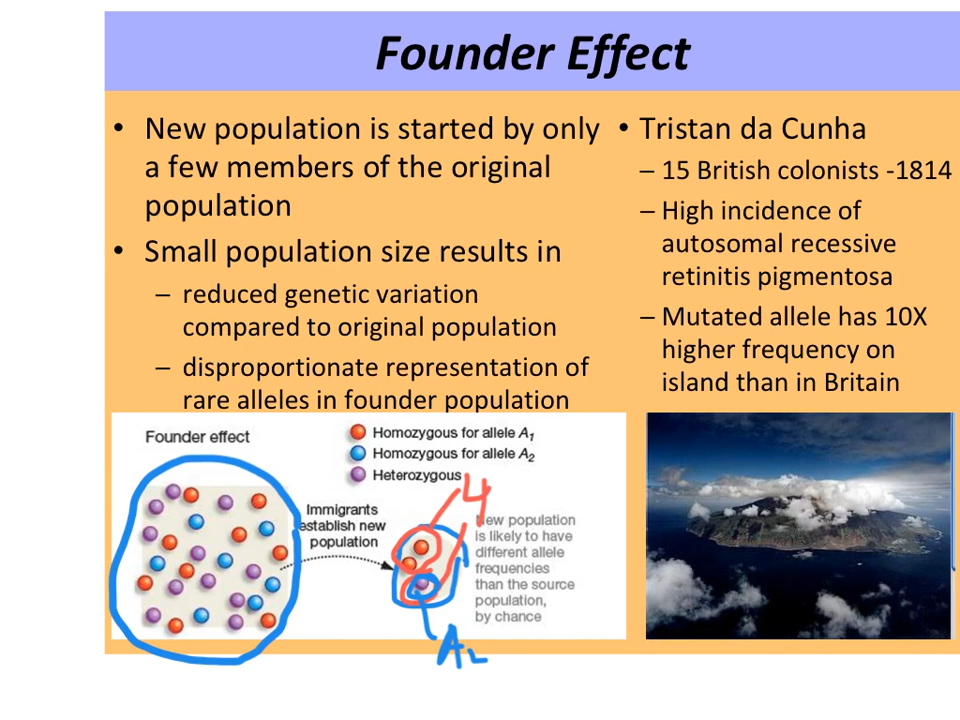 Founder Effect
• New population is started by only
a few members of the original
population
• Small population size results in
– reduced genetic variation
compared to original population
– disproportionate representation of
rare alleles in founder population
• Tristan da Cunha
– 15 British colonists -1814
– High incidence of
autosomal recessive
retinitis pigmentosa
– Mutated allele has 10X
higher frequency on
island than in Britain
Founder effect
Homozygous for allele A1
Homozygous for allele A2
Heterozygous
Immigrants
establish new
population
4
New population
is likely to have
different allele
frequencies
than the source
population,
by chance
A2